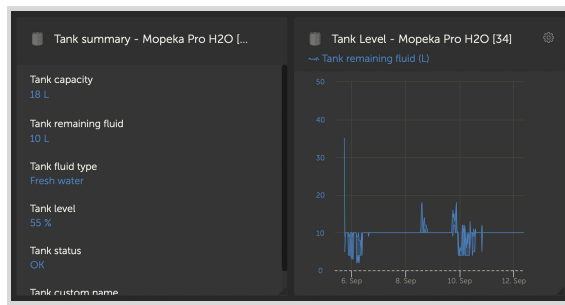 Tank summary - Mopeka Pro H2O [...
Tank capacity
18 L
Tank remaining fluid
10 L
Tank fluid type
Fresh water
Tank level
55 %
Tank status
OK
Tank custom name
Tank Level - Mopeka Pro H2O [34]
Tank remaining fluid (L)
50
40
30
20
10
0
6. Sep
8. Sep
10. Sep
12. Sep